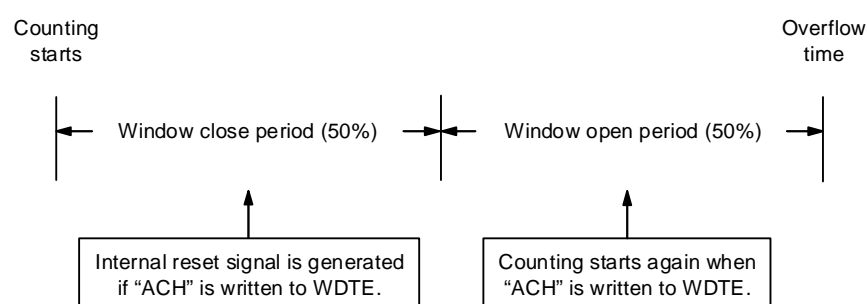 Counting
starts
Overflow
time
Window close period (50%)
Window open period (50%)
Internal reset signal is generated
if “ACH” is written to WDTE.
Counting starts again when
“ACH” is written to WDTE.